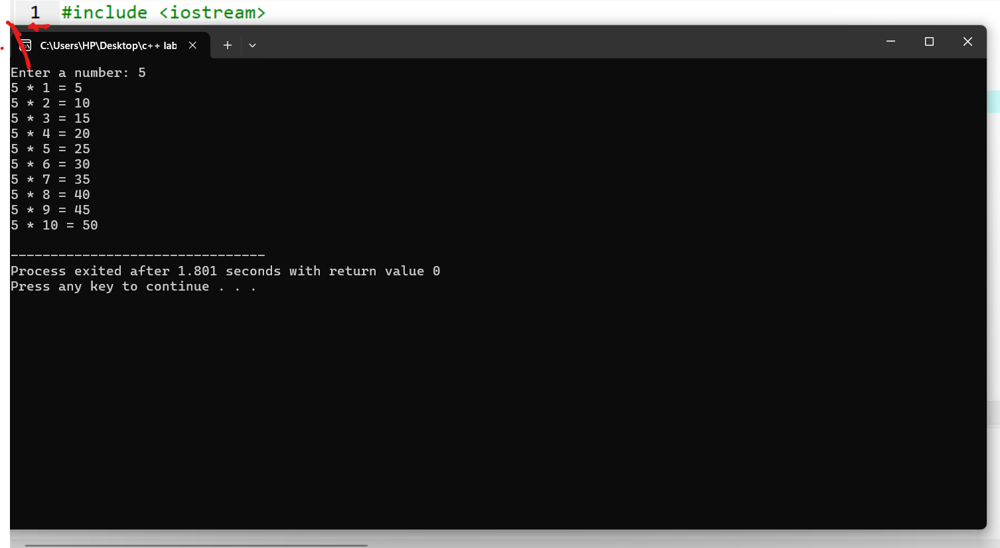 1 #include <iostream>
C:\Users\HP\Desktop\c++ lab
Enter a number: 5
5 * 1 = 5
5 * 2 = 10
5 * 3 = 15
5 * 4 = 20
5 * 5 = 25
5 * 6 = 30
5 * 7 = 35
5 * 8 = 40
5 * 9 = 45
5 * 10 = 50
--------------------------------
Process exited after 1.801 seconds with return value 0
Press any key to continue . . .